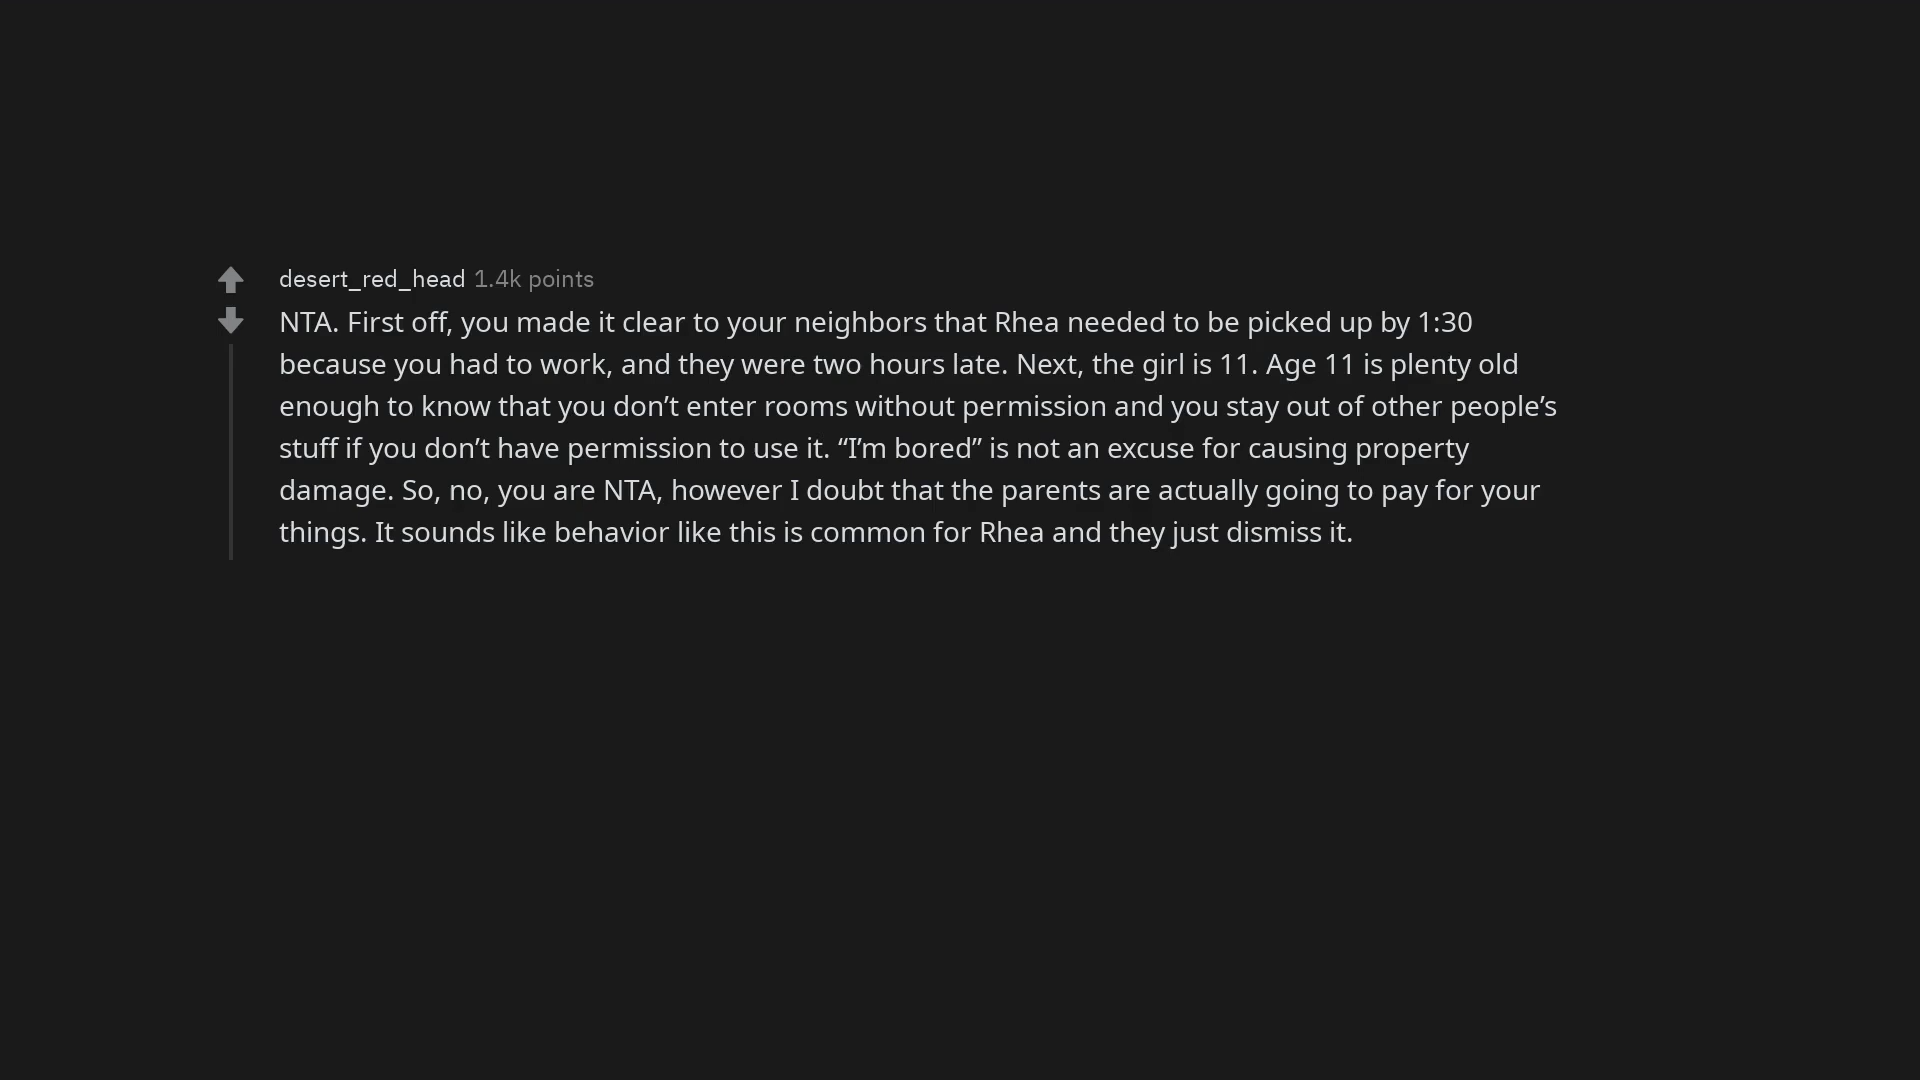 desert_red_head 1.4k points
NTA. First off, you made it clear to your neighbors that Rhea needed to be picked up by 1:30
because you had to work, and they were two hours late. Next, the girl is 11. Age 11 is plenty old
enough to know that you don’t enter rooms without permission and you stay out of other people’s
stuff if you don’t have permission to use it. “I’m bored” is not an excuse for causing property
damage. So, no, you are NTA, however I doubt that the parents are actually going to pay for your
things. It sounds like behavior like this is common for Rhea and they just dismiss it.